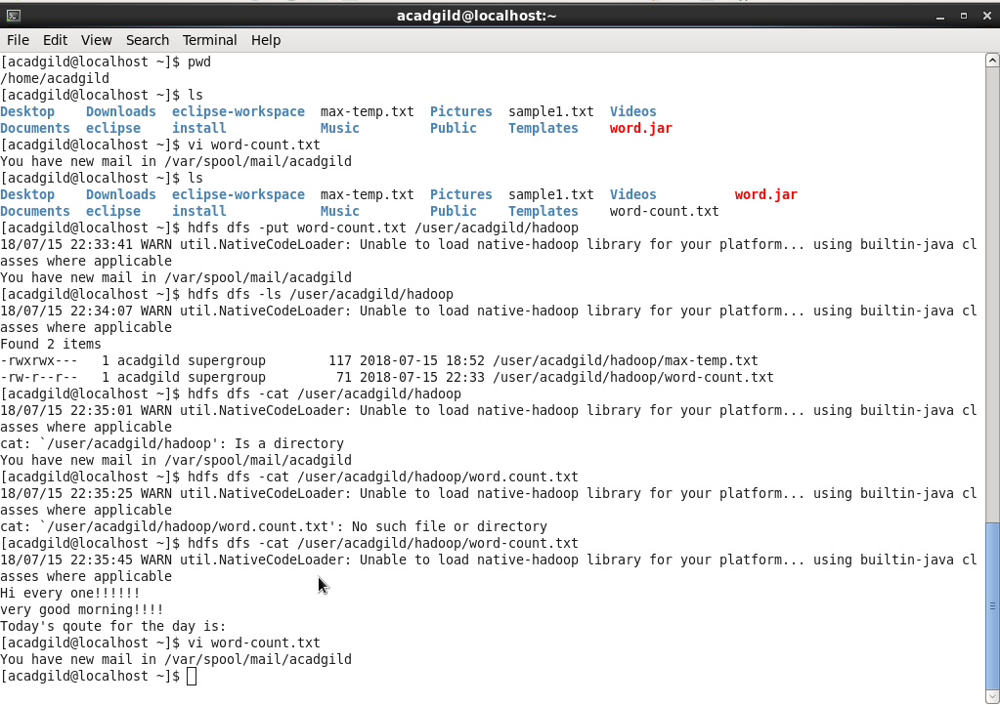 acadgild@localhost:~
File Edit View Search Terminal Help
[acadgild@localhost ~]$ pwd
/home/acadgild
[acadgild@localhost ~]$ ls
Desktop    Downloads  eclipse-workspace  max-temp.txt  Pictures  sample1.txt  Videos
Documents  eclipse    install            Music         Public    Templates    word.jar
[acadgild@localhost ~]$ vi word-count.txt
You have new mail in /var/spool/mail/acadgild
[acadgild@localhost ~]$ ls
Desktop    Downloads  eclipse-workspace  max-temp.txt  Pictures  sample1.txt  Videos          word.jar
Documents  eclipse    install            Music         Public    Templates    word-count.txt
[acadgild@localhost ~]$ hdfs dfs -put word-count.txt /user/acadgild/hadoop
18/07/15 22:33:41 WARN util.NativeCodeLoader: Unable to load native-hadoop library for your platform... using builtin-java cl
asses where applicable
You have new mail in /var/spool/mail/acadgild
[acadgild@localhost ~]$ hdfs dfs -ls /user/acadgild/hadoop
18/07/15 22:34:07 WARN util.NativeCodeLoader: Unable to load native-hadoop library for your platform... using builtin-java cl
asses where applicable
Found 2 items
-rwxrwx---   1 acadgild supergroup        117 2018-07-15 18:52 /user/acadgild/hadoop/max-temp.txt
-rw-r--r--   1 acadgild supergroup         71 2018-07-15 22:33 /user/acadgild/hadoop/word-count.txt
[acadgild@localhost ~]$ hdfs dfs -cat /user/acadgild/hadoop
18/07/15 22:35:01 WARN util.NativeCodeLoader: Unable to load native-hadoop library for your platform... using builtin-java cl
asses where applicable
cat: `/user/acadgild/hadoop': Is a directory
You have new mail in /var/spool/mail/acadgild
[acadgild@localhost ~]$ hdfs dfs -cat /user/acadgild/hadoop/word.count.txt
18/07/15 22:35:25 WARN util.NativeCodeLoader: Unable to load native-hadoop library for your platform... using builtin-java cl
asses where applicable
cat: `/user/acadgild/hadoop/word.count.txt': No such file or directory
[acadgild@localhost ~]$ hdfs dfs -cat /user/acadgild/hadoop/word-count.txt
18/07/15 22:35:45 WARN util.NativeCodeLoader: Unable to load native-hadoop library for your platform... using builtin-java cl
asses where applicable
Hi every one!!!!!!
very good morning!!!!
Today's qoute for the day is:
[acadgild@localhost ~]$ vi word-count.txt
You have new mail in /var/spool/mail/acadgild
[acadgild@localhost ~]$